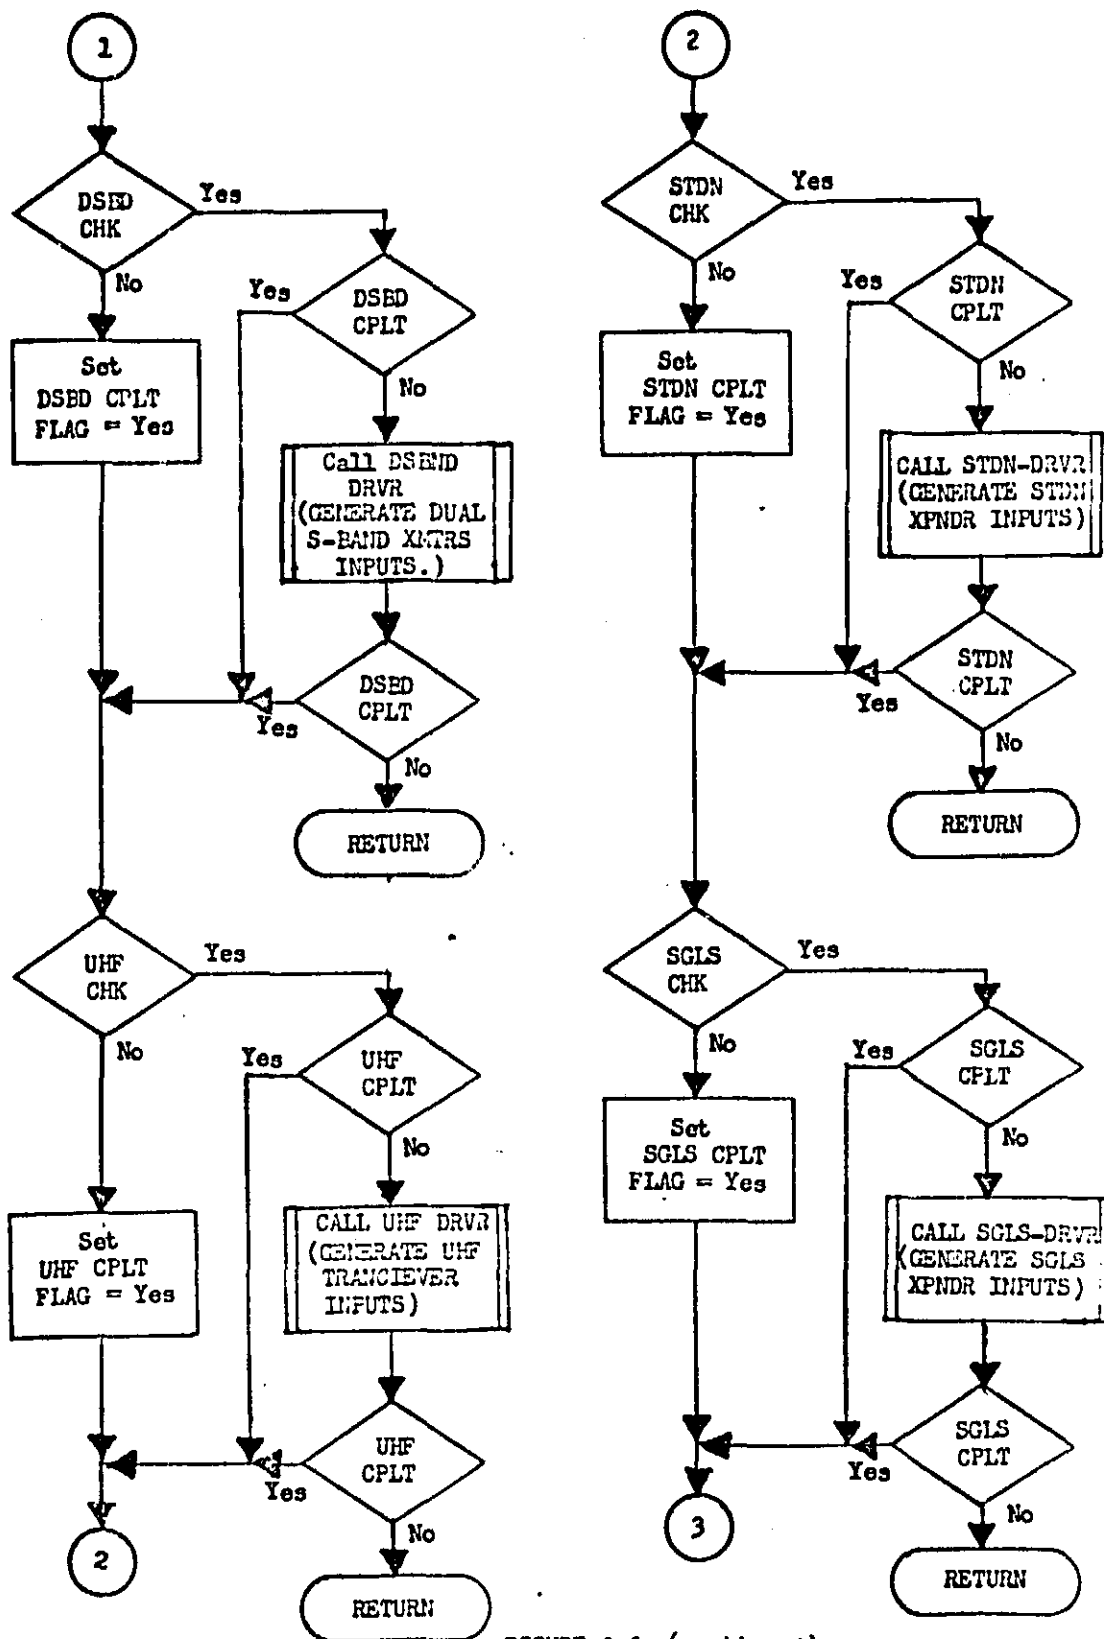 1
DSBD
CHK
Yes
No
DSBD
CPLT
Yes
No
Set
DSBD CPLT
FLAG = Yes
Call DSBND
DRVR
(GENERATE DUAL
S-BAND XMTRS
INPUTS.)
DSBD
CPLT
Yes
No
RETURN
UHF
CHK
Yes
No
UHF
CPLT
Yes
No
Set
UHF CPLT
FLAG = Yes
CALL UHF DRVR
(GENERATE UHF
TRANCIEVER
INPUTS)
UHF
CPLT
Yes
No
2
RETURN
2
STDN
CHK
Yes
No
STDN
CPLT
Yes
No
Set
STDN CPLT
FLAG = Yes
CALL STDN-DRVR
(GENERATE STDN
XPNDR INPUTS)
STDN
CPLT
Yes
No
RETURN
SGLS
CHK
Yes
No
SGLS
CPLT
Yes
No
Set
SGLS CPLT
FLAG = Yes
CALL SGLS-DRVR
(GENERATE SGLS
XPNDR INPUTS)
SGLS
CPLT
Yes
No
3
RETURN